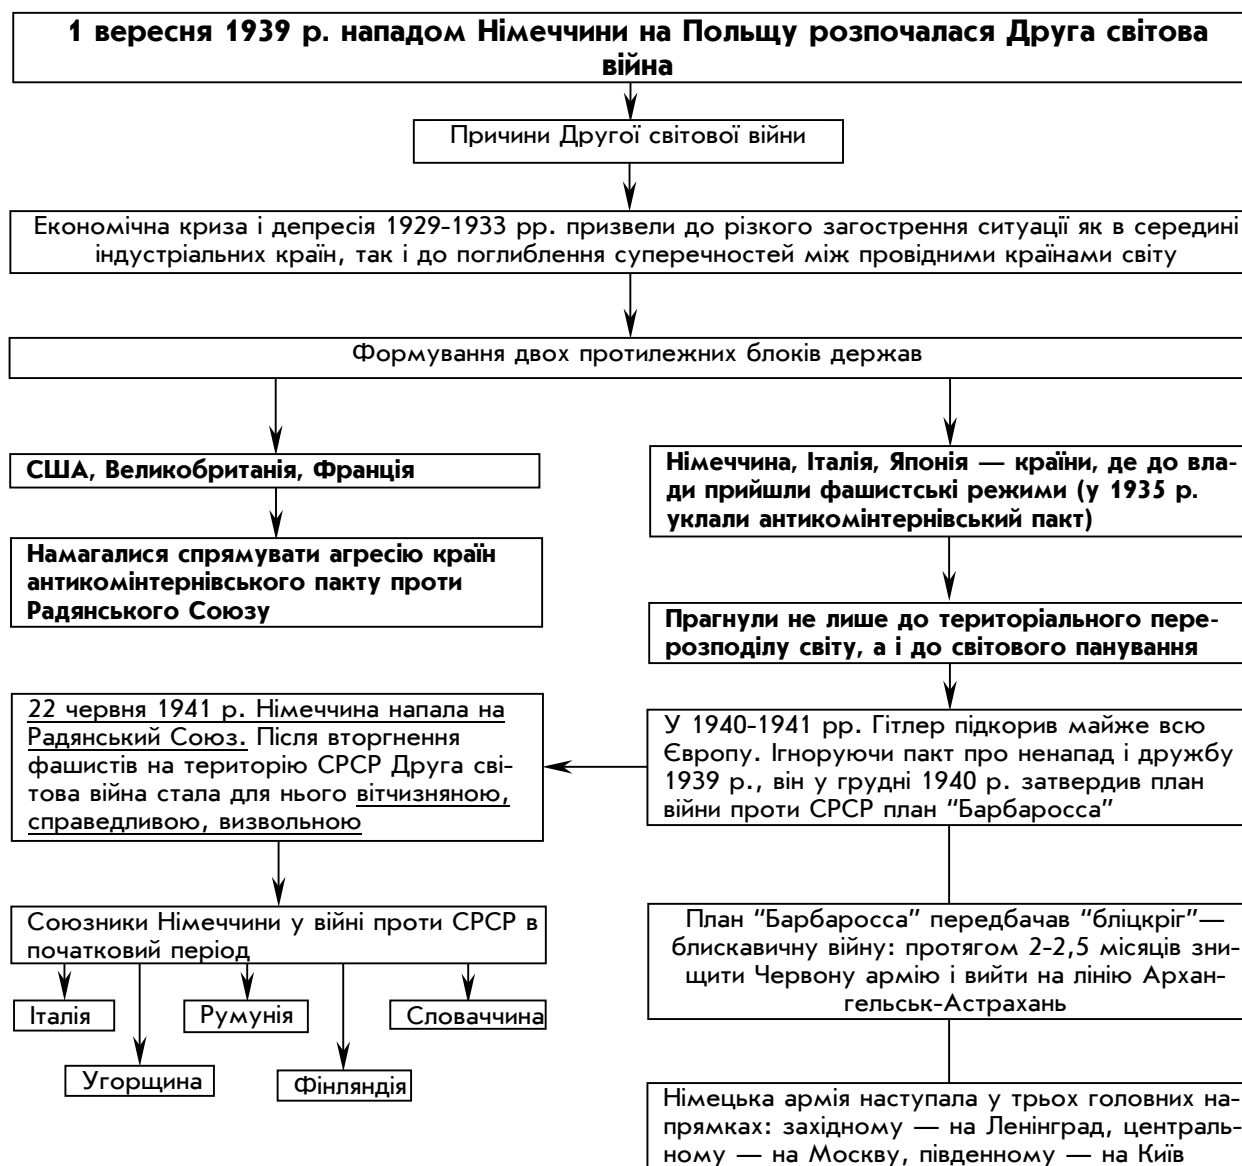 1 вересня 1939 р. нападом Німеччини на Польщу розпочалася Друга світова
війна
Причини Другої світової війни
Економічна криза і депресія 1929-1933 рр. призвели до різкого загострення ситуації як в середині
індустріальних країн, так і до поглиблення суперечностей між провідними країнами світу
Формування двох протилежних блоків держав
США, Великобританія, Франція
Намагалися спрямувати агресію країн
антикомінтернівського пакту проти
Радянського Союзу
Німеччина, Італія, Японія — країни, де до вла-
ди прийшли фашистські режими (у 1935 р.
уклали антикомінтернівський пакт)
Прагнули не лише до територіального пере-
розподілу світу, а і до світового панування
У 1940-1941 рр. Гітлер підкорив майже всю
Європу. Ігноруючи пакт про ненапад і дружбу
1939 р., він у грудні 1940 р. затвердив план
війни проти СРСР план "Барбаросса"
22 червня 1941 р. Німеччина напала на
Радянський Союз. Після вторгнення
фашистів на територію СРСР Друга сві-
това війна стала для нього вітчизняною,
справедливою, визвольною
Союзники Німеччини у війні проти СРСР в
початковий період
Італія
Румунія
Словаччина
Угорщина
Фінляндія
План "Барбаросса" передбачав "бліцкріг"—
блискавичну війну: протягом 2-2,5 місяців зни-
щити Червону армію і вийти на лінію Архан-
гельськ-Астрахань
Німецька армія наступала у трьох головних на-
прямках: західному — на Ленінград, централь-
ному — на Москву, південному — на Київ